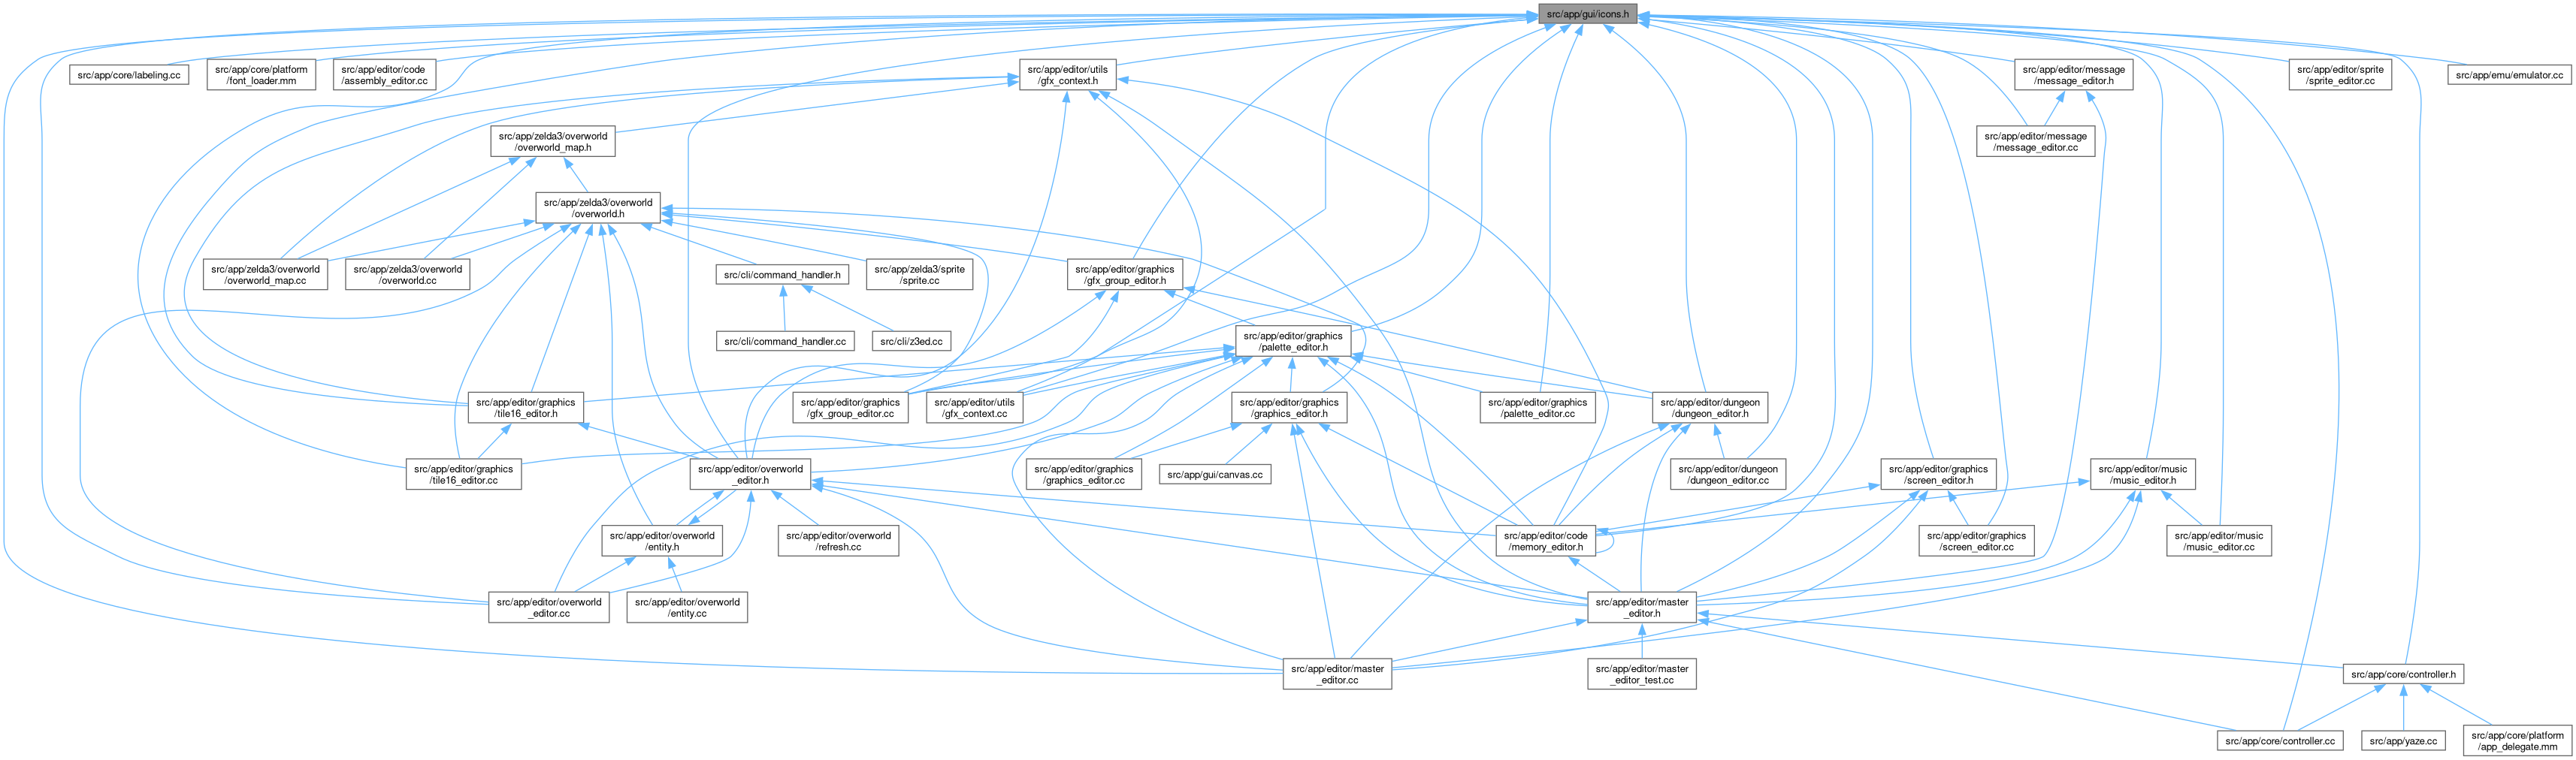 src/app/gui/icons.h
src/app/core/labeling.cc
src/app/core/platform
/font_loader.mm
src/app/editor/code
/assembly_editor.cc
src/app/editor/utils
/gfx_context.h
src/app/editor/message
/message_editor.h
src/app/editor/sprite
/sprite_editor.cc
src/app/emu/emulator.cc
src/app/zelda3/overworld
/overworld_map.h
src/app/editor/message
/message_editor.cc
src/app/zelda3/overworld
/overworld.h
src/app/zelda3/overworld
/overworld_map.cc
src/app/zelda3/overworld
/overworld.cc
src/cli/command_handler.h
src/app/zelda3/sprite
/sprite.cc
src/app/editor/graphics
/gfx_group_editor.h
src/cli/command_handler.cc
src/cli/z3ed.cc
src/app/editor/graphics
/palette_editor.h
src/app/editor/graphics
/tile16_editor.h
src/app/editor/graphics
/gfx_group_editor.cc
src/app/editor/utils
/gfx_context.cc
src/app/editor/graphics
/graphics_editor.h
src/app/editor/graphics
/palette_editor.cc
src/app/editor/dungeon
/dungeon_editor.h
src/app/editor/graphics
/tile16_editor.cc
src/app/editor/overworld
_editor.h
src/app/editor/graphics
/graphics_editor.cc
src/app/gui/canvas.cc
src/app/editor/dungeon
/dungeon_editor.cc
src/app/editor/graphics
/screen_editor.h
src/app/editor/music
/music_editor.h
src/app/editor/overworld
/entity.h
src/app/editor/overworld
/refresh.cc
src/app/editor/code
/memory_editor.h
src/app/editor/graphics
/screen_editor.cc
src/app/editor/music
/music_editor.cc
src/app/editor/overworld
_editor.cc
src/app/editor/overworld
/entity.cc
src/app/editor/master
_editor.h
src/app/editor/master
_editor.cc
src/app/editor/master
_editor_test.cc
src/app/core/controller.h
src/app/core/controller.cc
src/app/yaze.cc
src/app/core/platform
/app_delegate.mm